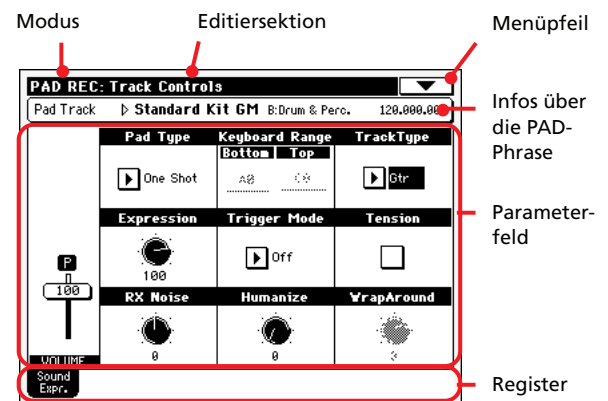 Modus
Editiersektion
Menüpfeil
PAD REC: Track Controls
Pad Track
Standard Kit GM B:Drum & Perc.
120.000.00
Infos über
die PAD-
Phrase
Pad Type
Keyboard Range
TrackType
Bottom Top
One Shot
Gtr
Expression
Trigger Mode
Tension
Parameter-
feld
P
100
Off
100
RX Noise
Humanize
WrapAround
0
0
VOLUME
Sound
Expr.
Register